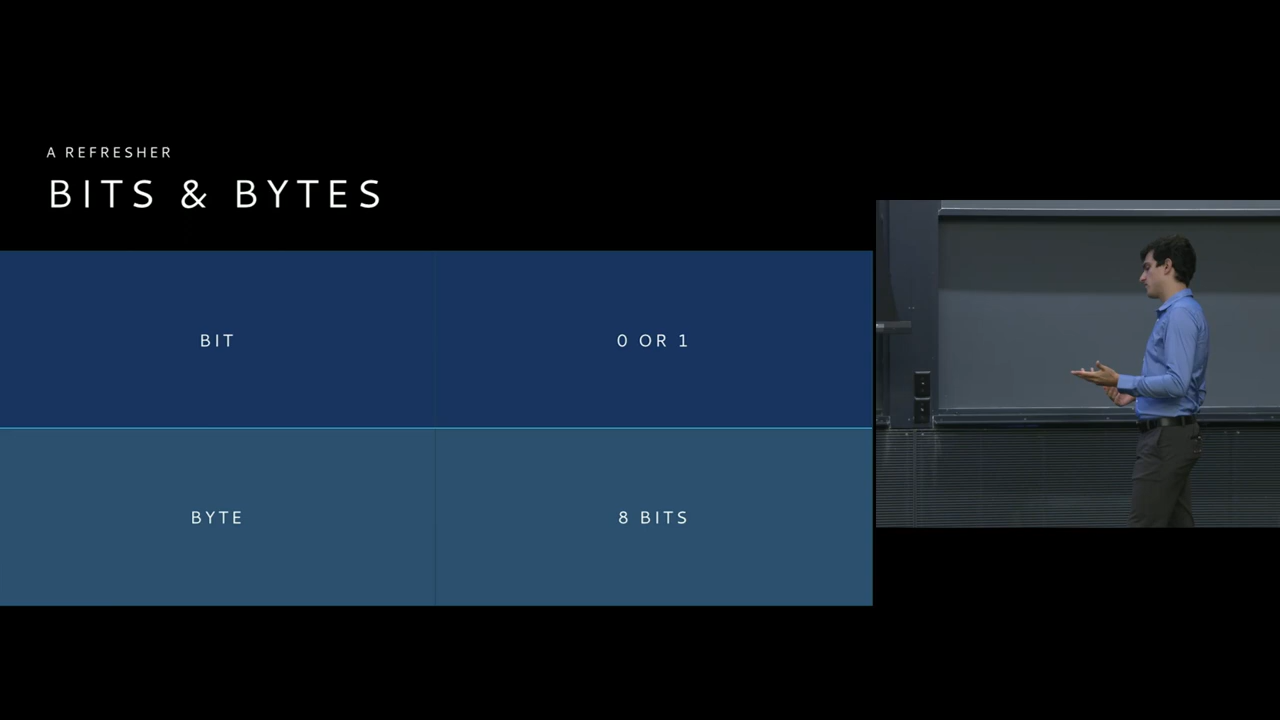 A REFRESHER
BITS & BYTES
BIT
0 OR 1
BYTE
8 BITS